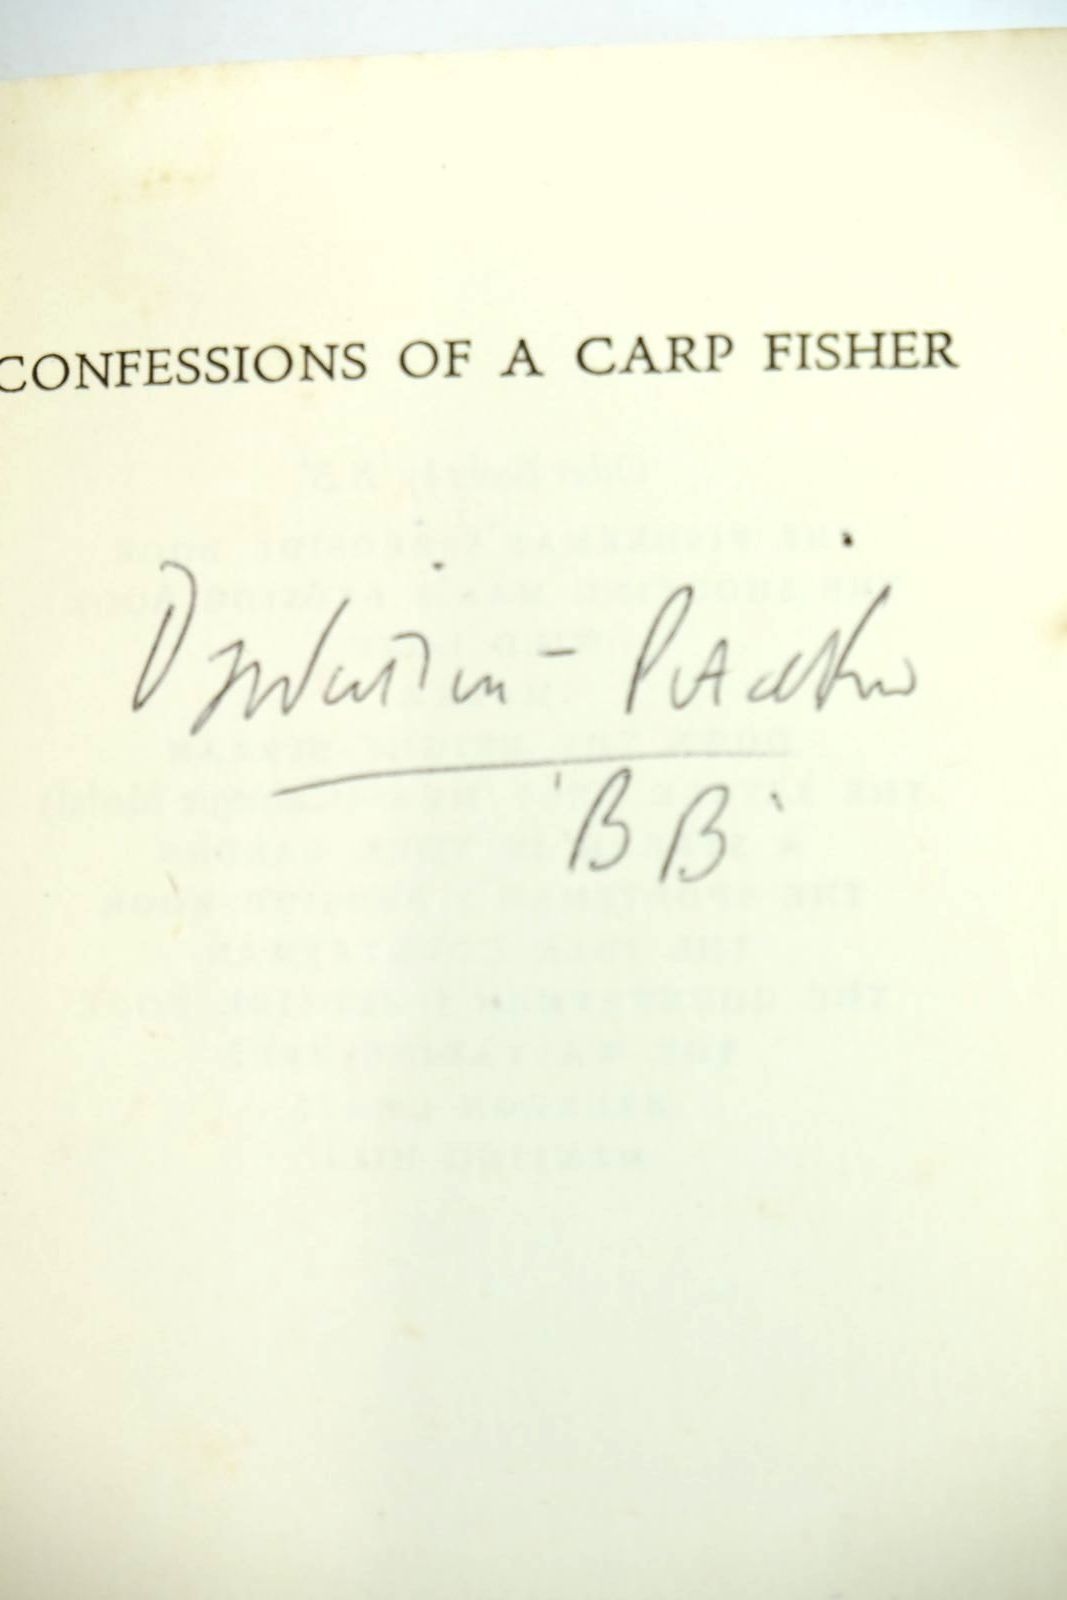 CONFESSIONS OF A CARP FISHER
D J Watkins-Pitchford
'BB'